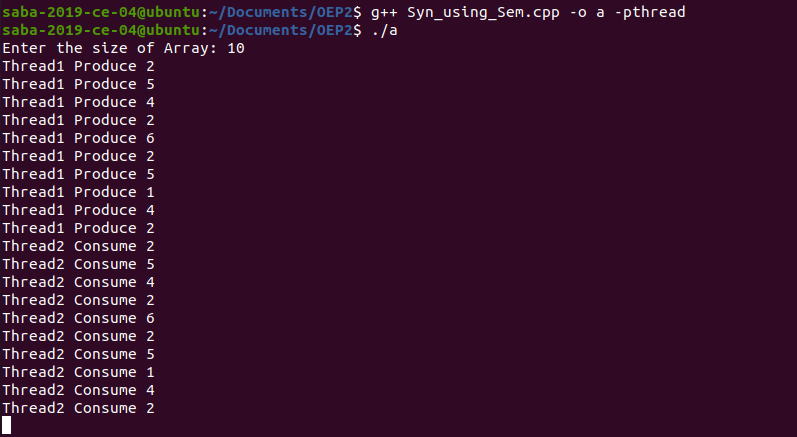 saba-2019-ce-04@ubuntu:~/Documents/OEP2$ g++ Syn_using_Sem.cpp -o a -pthread
saba-2019-ce-04@ubuntu:~/Documents/OEP2$ ./a
Enter the size of Array: 10
Thread1 Produce 2
Thread1 Produce 5
Thread1 Produce 4
Thread1 Produce 2
Thread1 Produce 6
Thread1 Produce 2
Thread1 Produce 5
Thread1 Produce 1
Thread1 Produce 4
Thread1 Produce 2
Thread2 Consume 2
Thread2 Consume 5
Thread2 Consume 4
Thread2 Consume 2
Thread2 Consume 6
Thread2 Consume 2
Thread2 Consume 5
Thread2 Consume 1
Thread2 Consume 4
Thread2 Consume 2